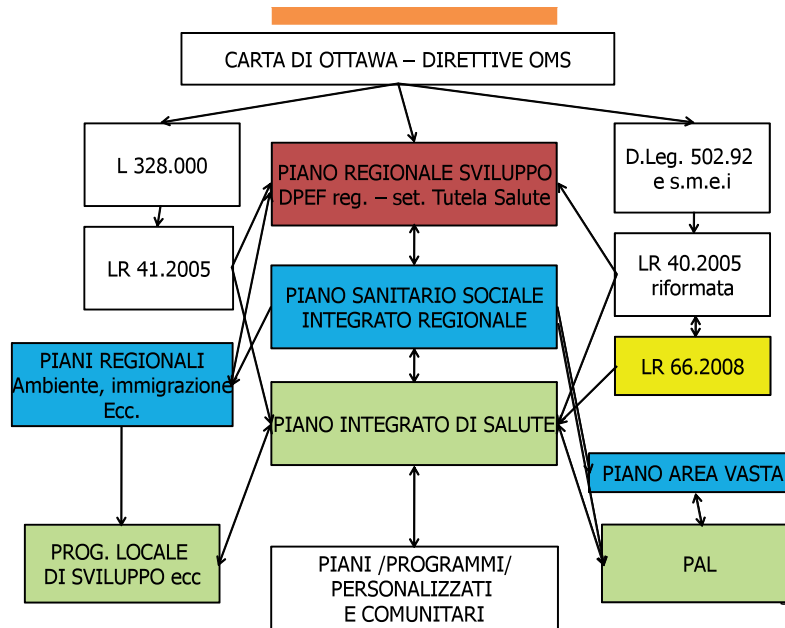 CARTA DI OTTAWA – DIRETTIVE OMS
L 328.000
PIANO REGIONALE SVILUPPO
DPEF reg. – set. Tutela Salute
D.Leg. 502.92
e s.m.e.i
LR 41.2005
PIANO SANITARIO SOCIALE
INTEGRATO REGIONALE
LR 40.2005
riformata
PIANI REGIONALI
Ambiente, immigrazione
Ecc.
LR 66.2008
PIANO INTEGRATO DI SALUTE
PIANO AREA VASTA
PROG. LOCALE
DI SVILUPPO ecc
PIANI /PROGRAMMI/
PERSONALIZZATI
E COMUNITARI
PAL